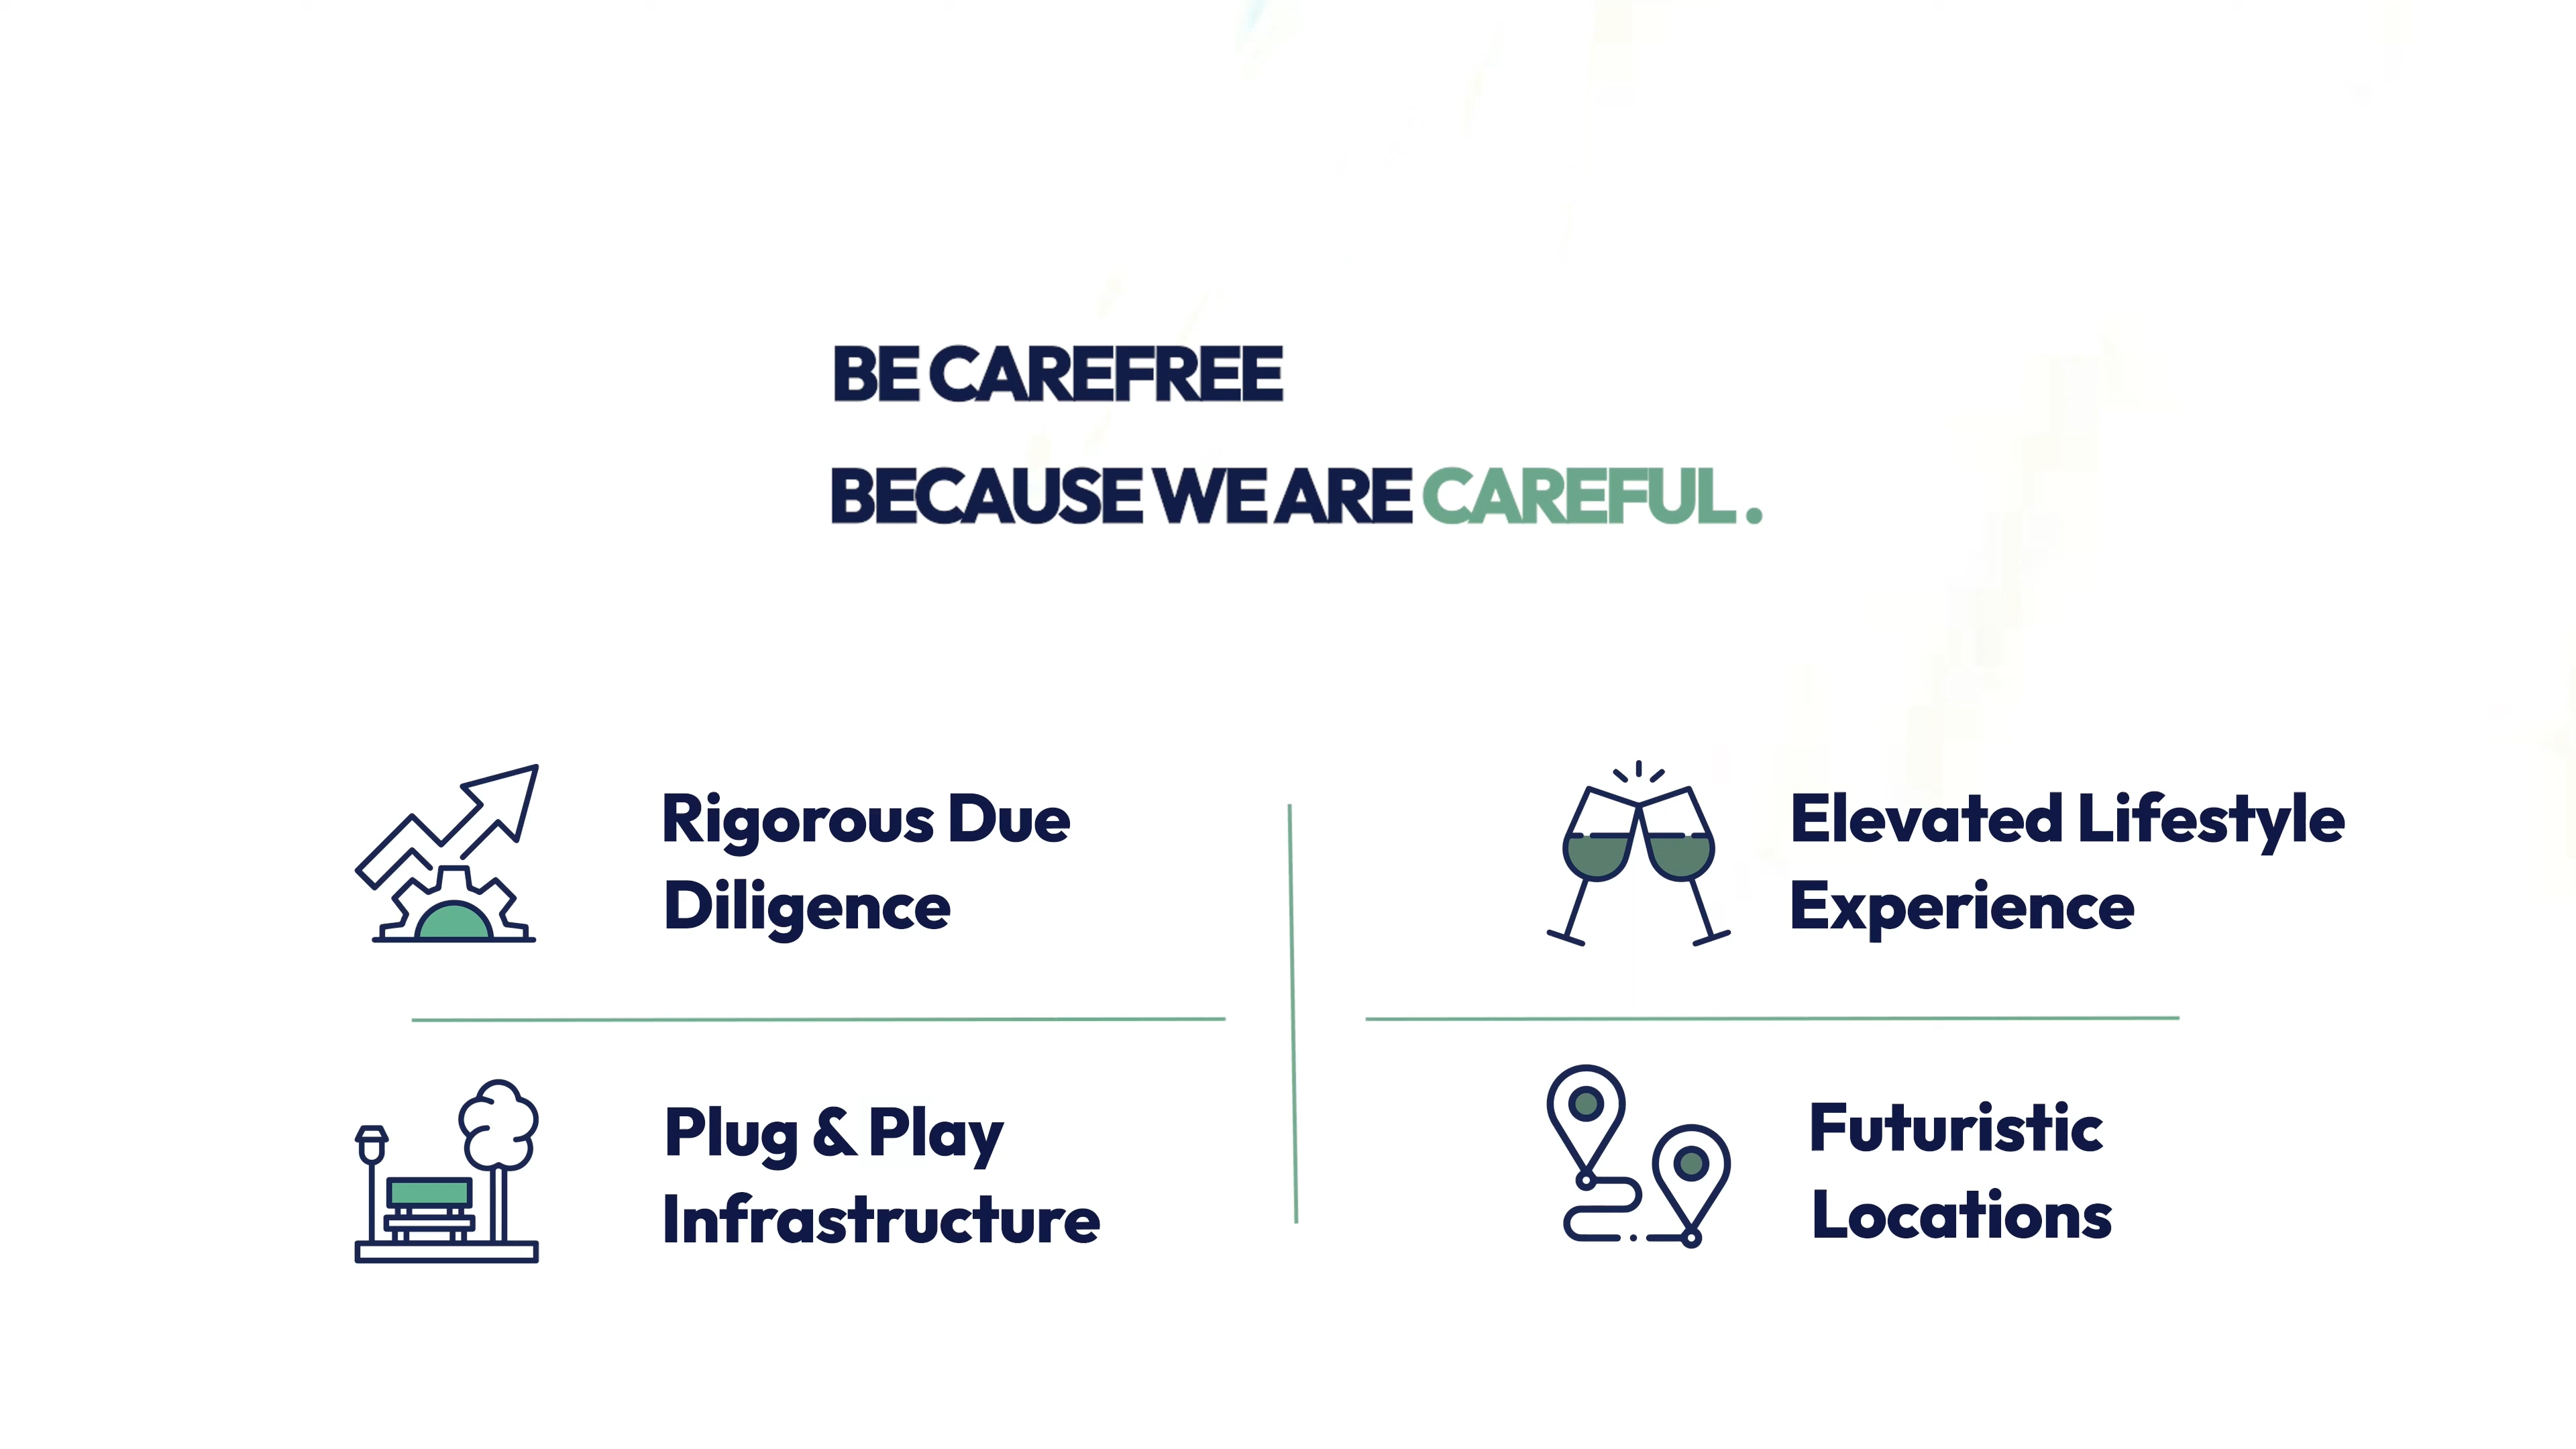 BE CAREFREE
BECAUSE WE ARE CAREFUL.
Rigorous Due
Diligence
Elevated Lifestyle
Experience
Plug & Play
Infrastructure
Futuristic
Locations